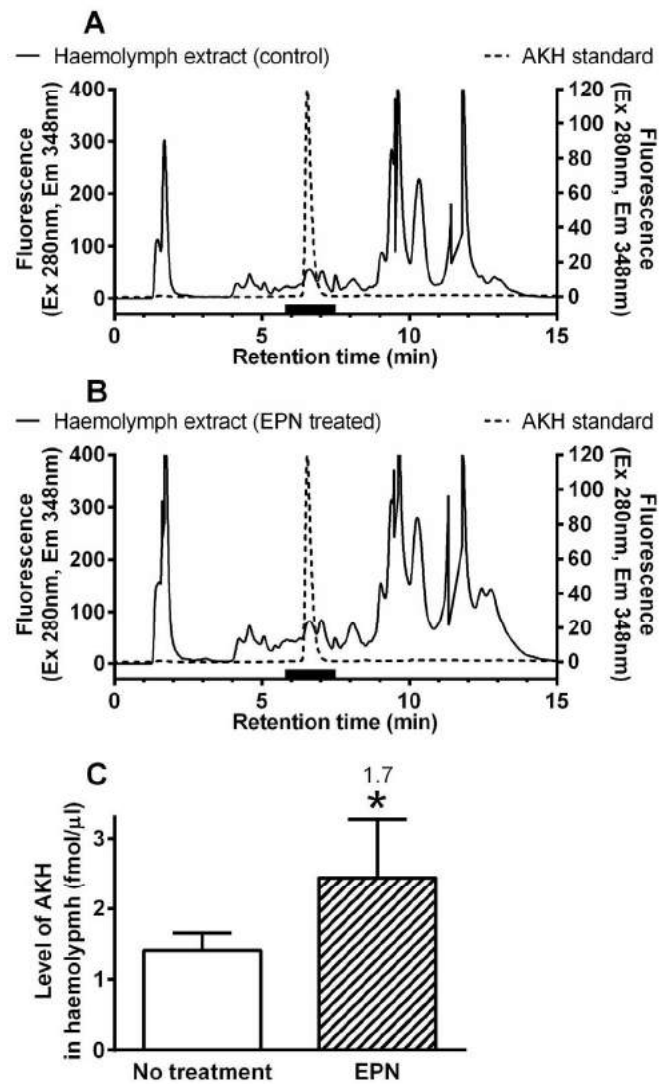 A
Haemolymph extract (control) AKH standard
Fluorescence
(Ex 280nm, Em 348nm)
400
300
200
100
0
120
100
80
60
40
20
0
Fluorescence
(Ex 280nm, Em 348nm)
0 5 10 15
Retention time (min)
B
Haemolymph extract (EPN treated) AKH standard
Fluorescence
(Ex 280nm, Em 348nm)
400
300
200
100
0
120
100
80
60
40
20
0
Fluorescence
(Ex 280nm, Em 348nm)
0 5 10 15
Retention time (min)
C
Level of AKH
in haemolypmh (fmol/µl)
3
2
1
0
1.7
*
No treatment EPN